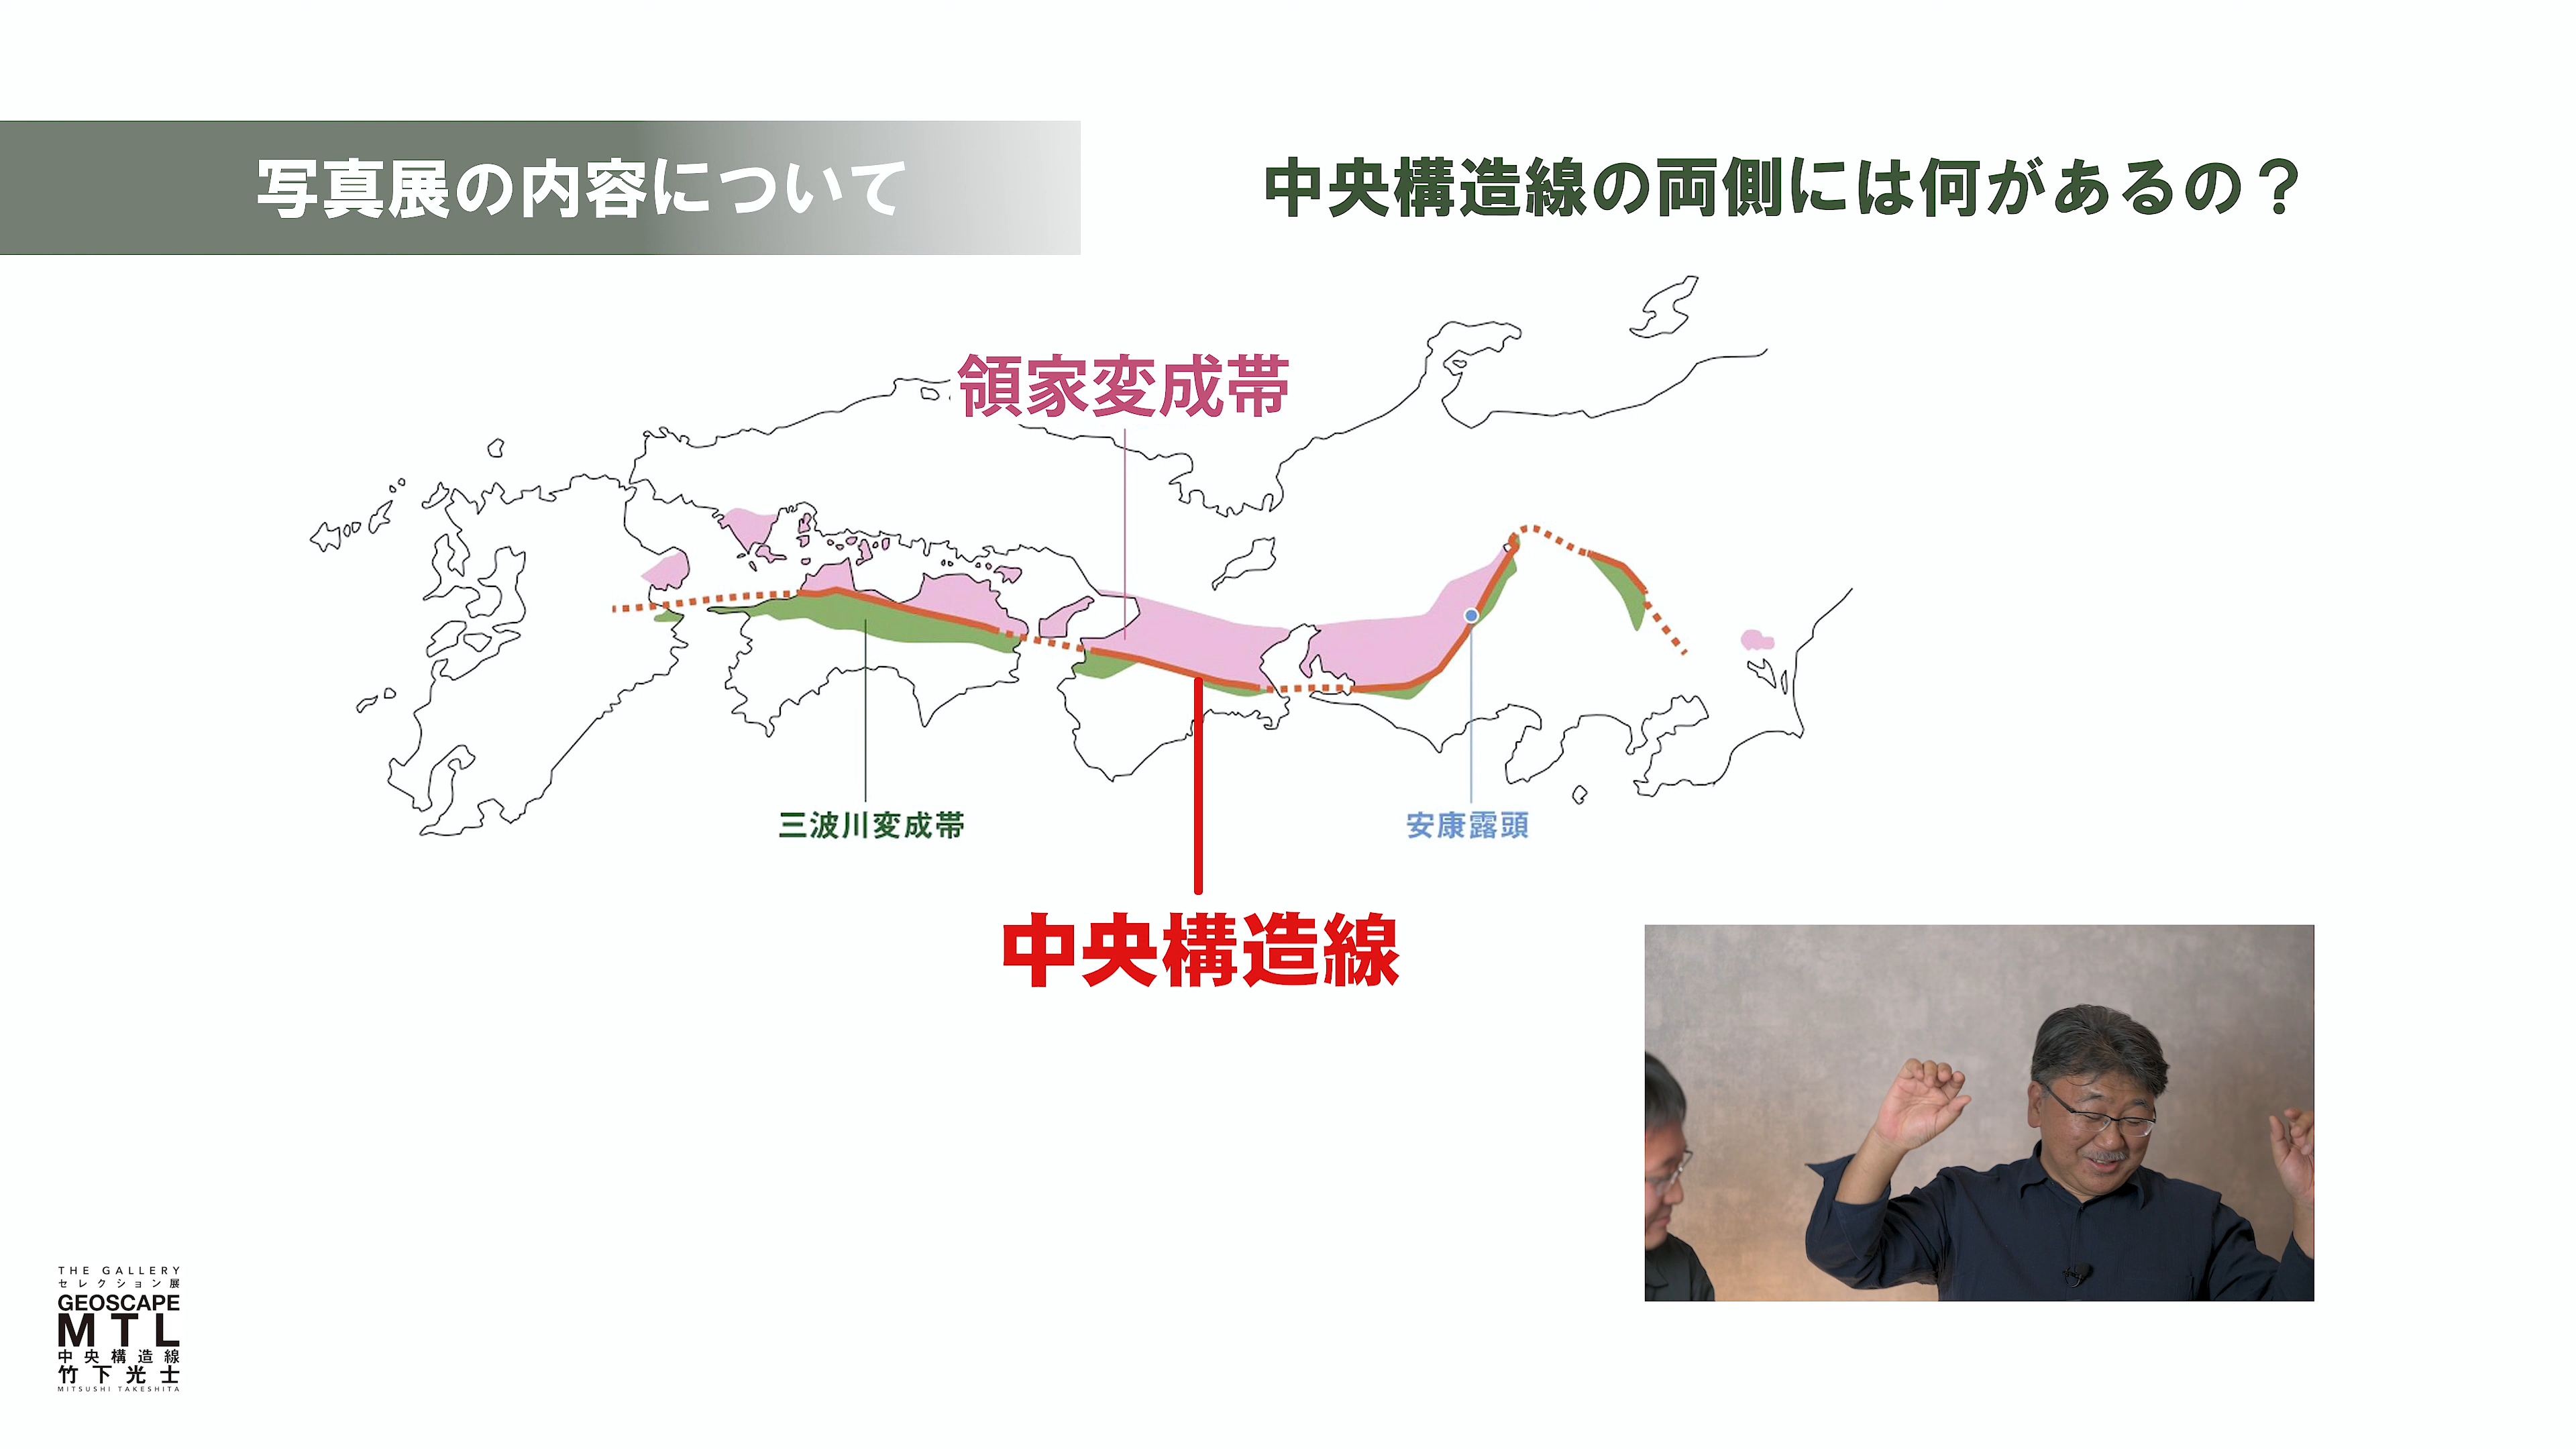 写真展の内容について
中央構造線の両側には何があるの？
領家変成帯
三波川変成帯
安康露頭
中央構造線
THE GALLERY
セレクション展
GEOSCAPE
MTL
中央構造線
竹下光士
MITSUSHI TAKESHITA